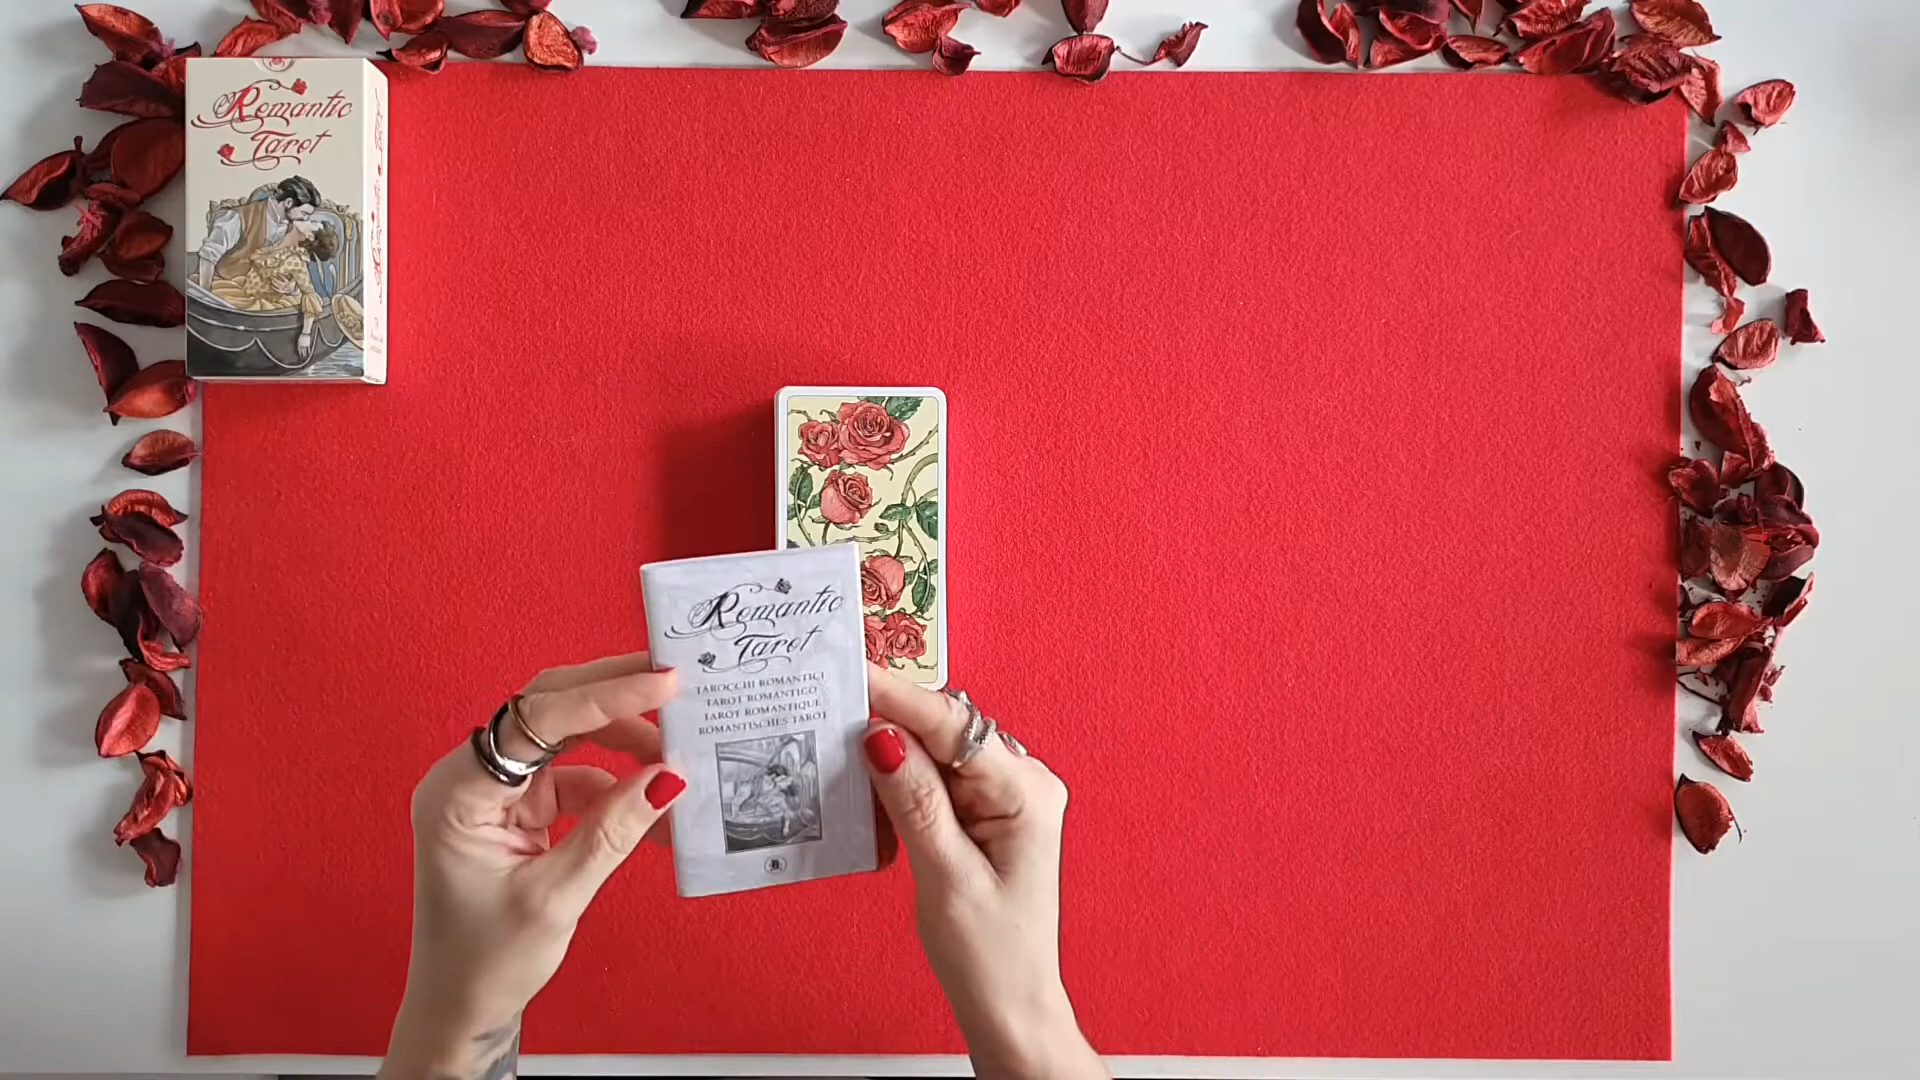 Romantic
Tarot
Romantic
Tarot
TAROCCHI ROMANTICI
TAROT ROMANTICO
TAROT ROMANTIQUE
ROMANTISCHES TAROT